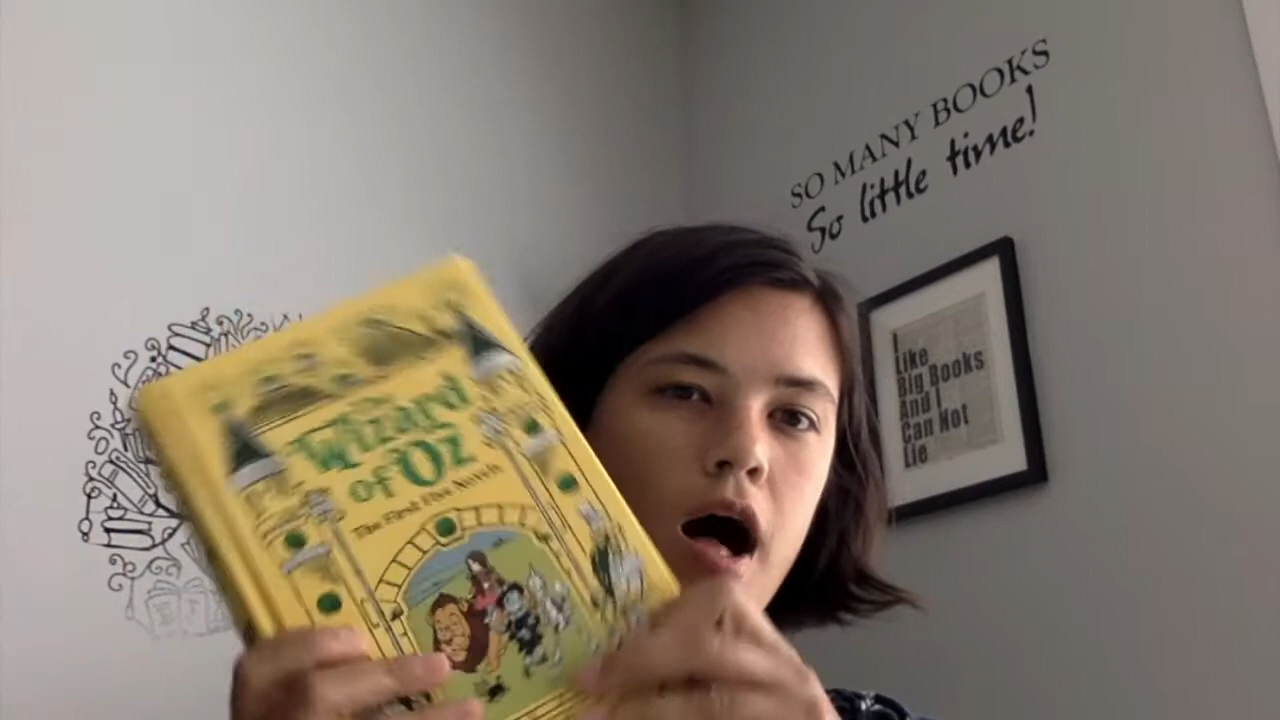 SO MANY BOOKS
So little time!
I
Like
Big Books
And I
Can Not
Lie
Wizard
of Oz
The First Five Novels